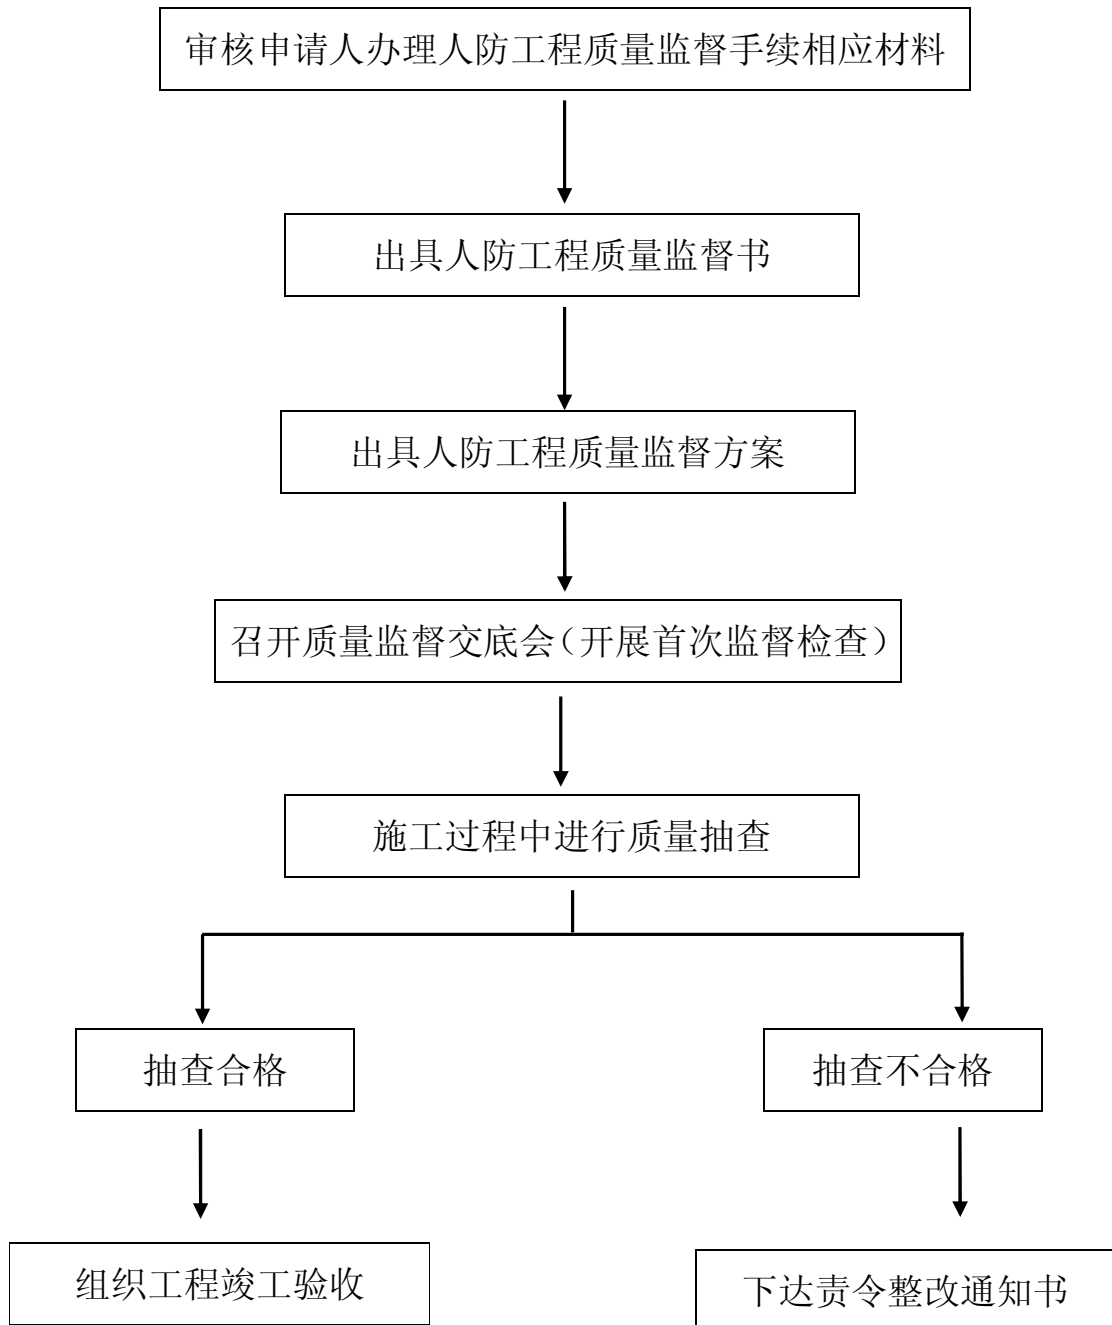 审核申请人办理人防工程质量监督手续相应材料
出具人防工程质量监督书
出具人防工程质量监督方案
召开质量监督交底会（开展首次监督检查）
施工过程中进行质量抽查
抽查合格
抽查不合格
组织工程竣工验收
下达责令整改通知书